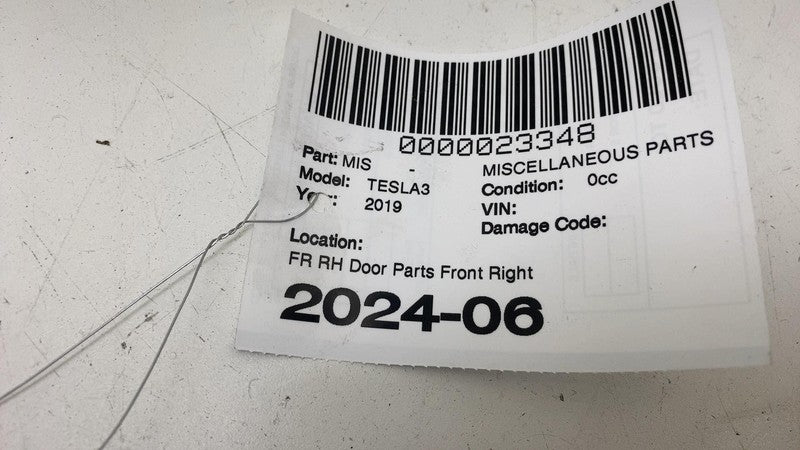 0000023348
Part: MIS - MISCELLANEOUS PARTS
Model: TESLA3 Condition: 0cc
Year: 2019 VIN:
Damage Code:
Location:
FR RH Door Parts Front Right
2024-06